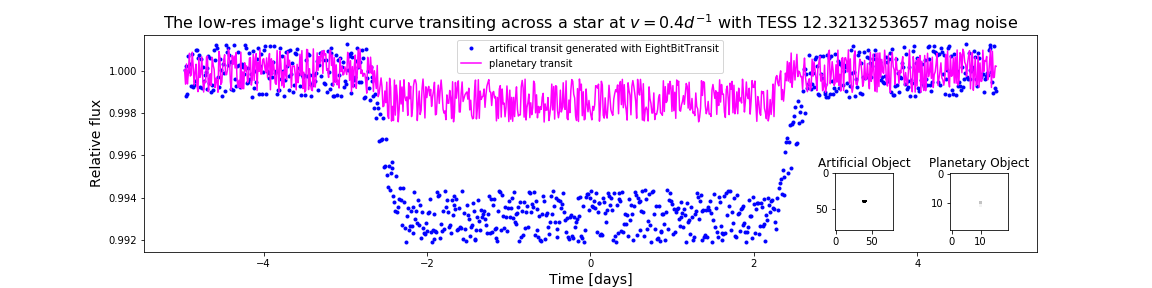 The low-res image's light curve transiting across a star at v = 0.4d⁻¹ with TESS 12.3213253657 mag noise
artifical transit generated with EightBitTransit
planetary transit
Relative flux
1.000
0.998
0.996
0.994
0.992
Artificial Object
0
50
0 50
Planetary Object
0
10
0 10
−4 −2 0 2 4
Time [days]